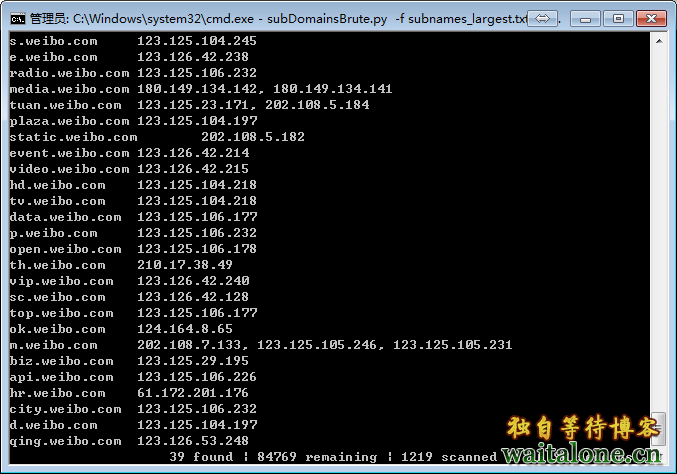 管理员: C:\Windows\system32\cmd.exe - subDomainsBrute.py -f subnames_largest.txt
s.weibo.com 123.125.104.245
e.weibo.com 123.126.42.238
radio.weibo.com 123.125.106.232
media.weibo.com 180.149.134.142, 180.149.134.141
tuan.weibo.com 123.125.23.171, 202.108.5.184
plaza.weibo.com 123.125.104.197
static.weibo.com 202.108.5.182
event.weibo.com 123.126.42.214
video.weibo.com 123.126.42.215
hd.weibo.com 123.125.104.218
tv.weibo.com 123.125.104.218
data.weibo.com 123.125.106.177
p.weibo.com 123.125.106.232
open.weibo.com 123.125.106.178
th.weibo.com 210.17.38.49
vip.weibo.com 123.126.42.240
sc.weibo.com 123.126.42.128
top.weibo.com 123.125.106.177
ok.weibo.com 124.164.8.65
m.weibo.com 202.108.7.133, 123.125.105.246, 123.125.105.231
biz.weibo.com 123.125.29.195
api.weibo.com 123.125.106.226
hr.weibo.com 61.172.201.176
city.weibo.com 123.125.106.232
d.weibo.com 123.125.104.197
qing.weibo.com 123.126.53.248
39 found | 84769 remaining | 1219 scanned
独自等待博客
waitalone.cn